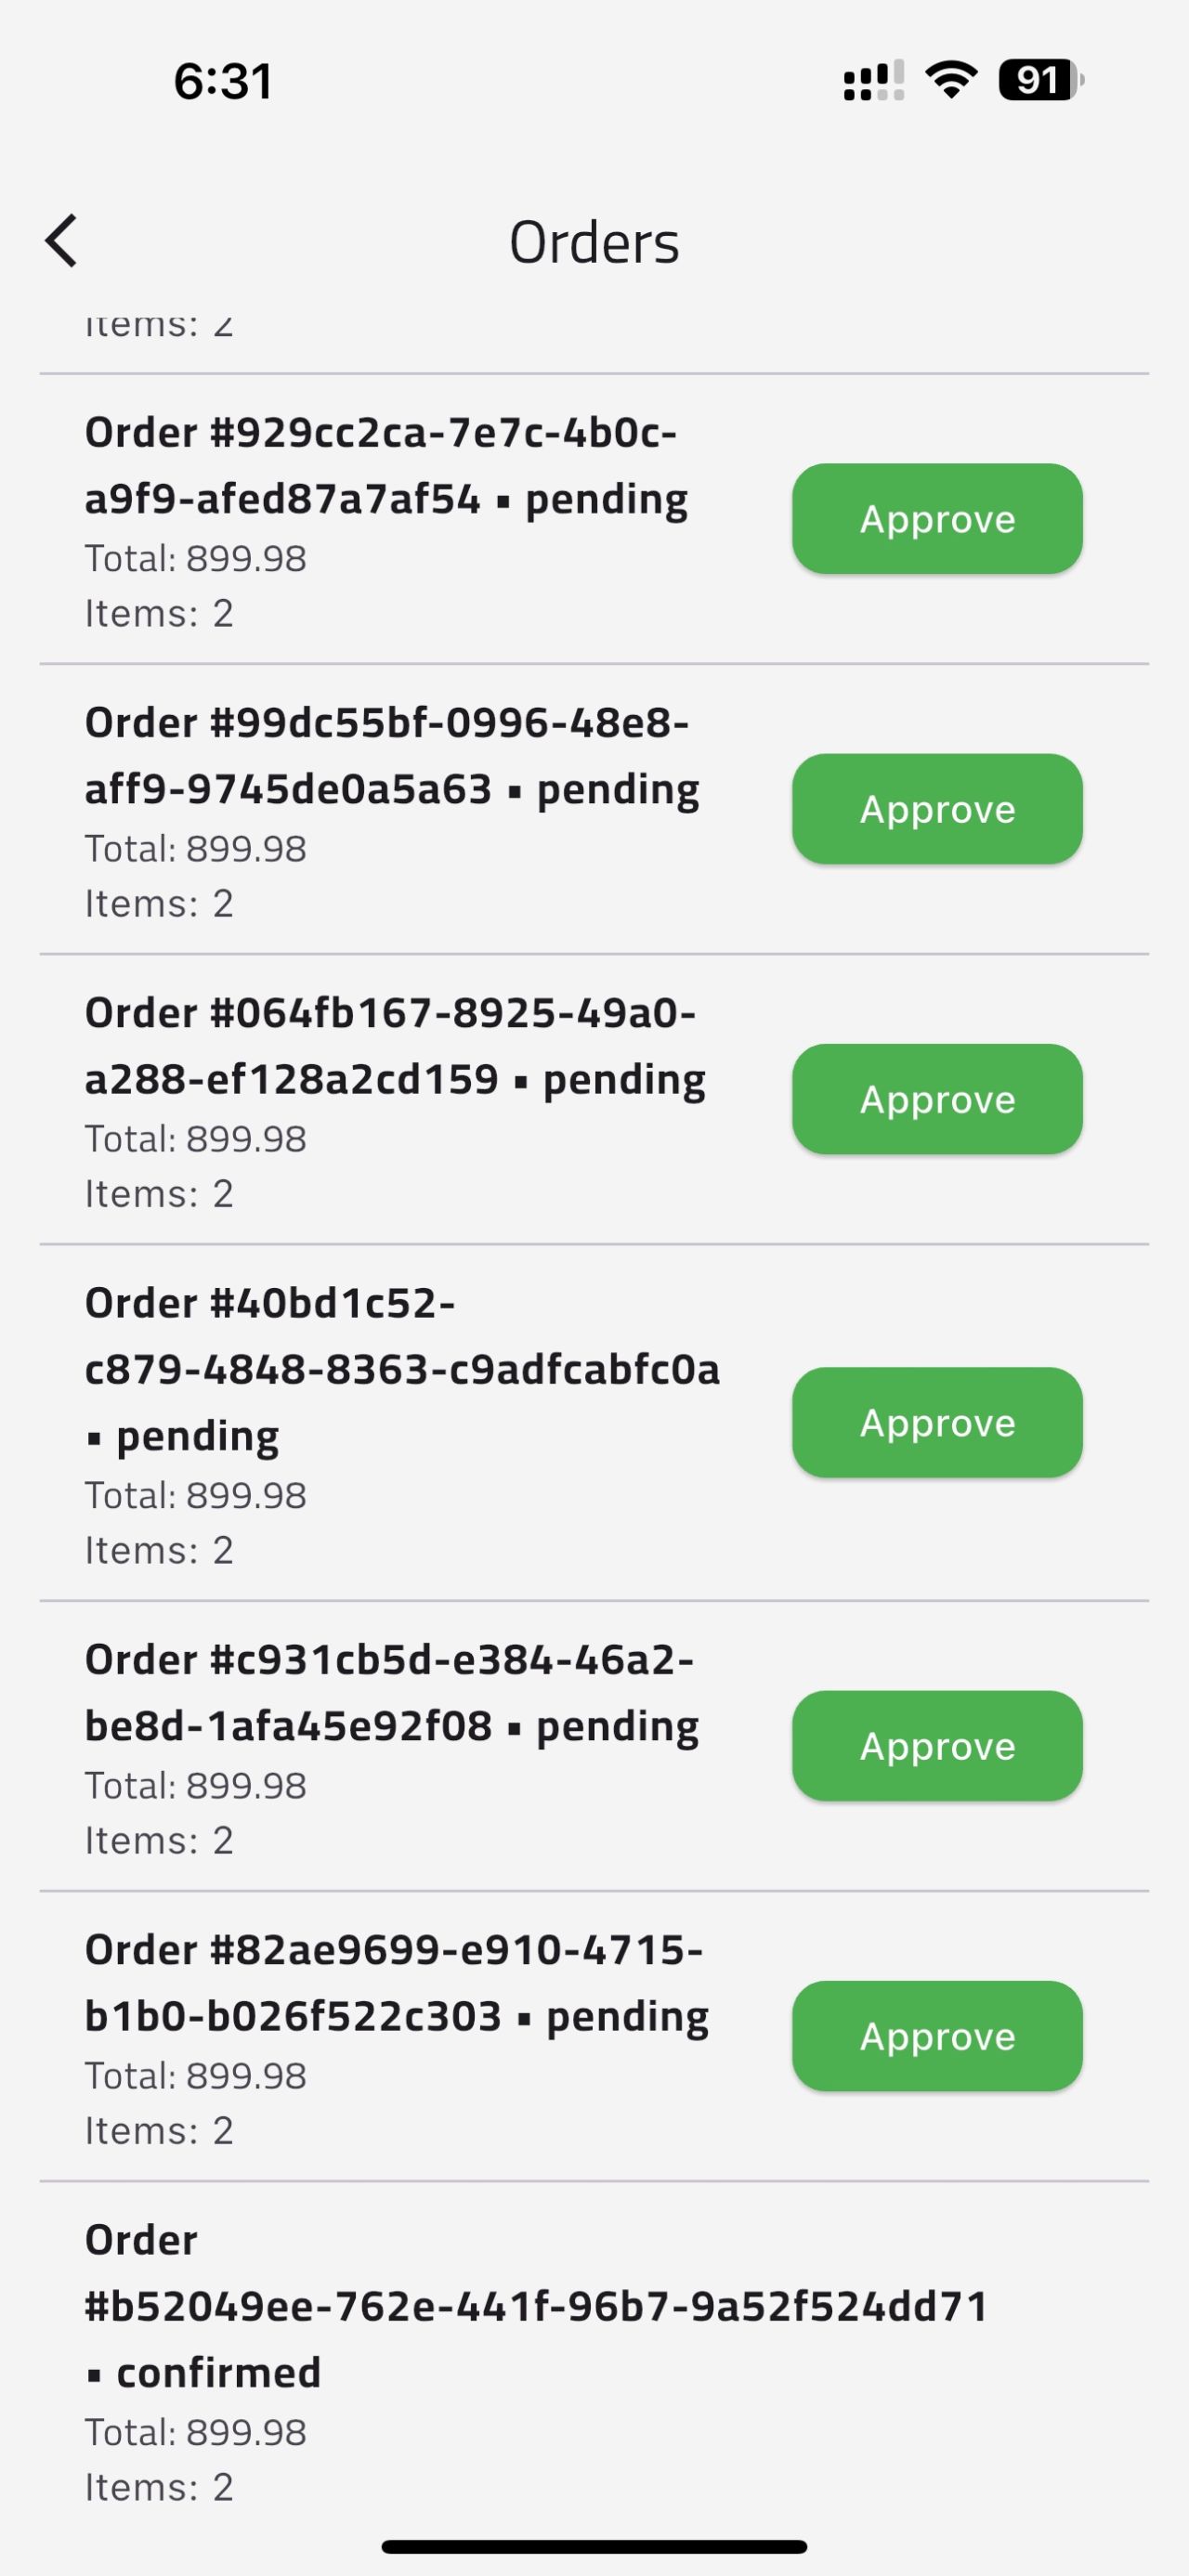 6:31
91
Orders
Items: 2
Order #929cc2ca-7e7c-4b0c-
a9f9-afed87a7af54 ▪ pending
Total: 899.98
Items: 2
Approve
Order #99dc55bf-0996-48e8-
aff9-9745de0a5a63 ▪ pending
Total: 899.98
Items: 2
Approve
Order #064fb167-8925-49a0-
a288-ef128a2cd159 ▪ pending
Total: 899.98
Items: 2
Approve
Order #40bd1c52-
c879-4848-8363-c9adfcabfc0a
▪ pending
Total: 899.98
Items: 2
Approve
Order #c931cb5d-e384-46a2-
be8d-1afa45e92f08 ▪ pending
Total: 899.98
Items: 2
Approve
Order #82ae9699-e910-4715-
b1b0-b026f522c303 ▪ pending
Total: 899.98
Items: 2
Approve
Order
#b52049ee-762e-441f-96b7-9a52f524dd71
▪ confirmed
Total: 899.98
Items: 2